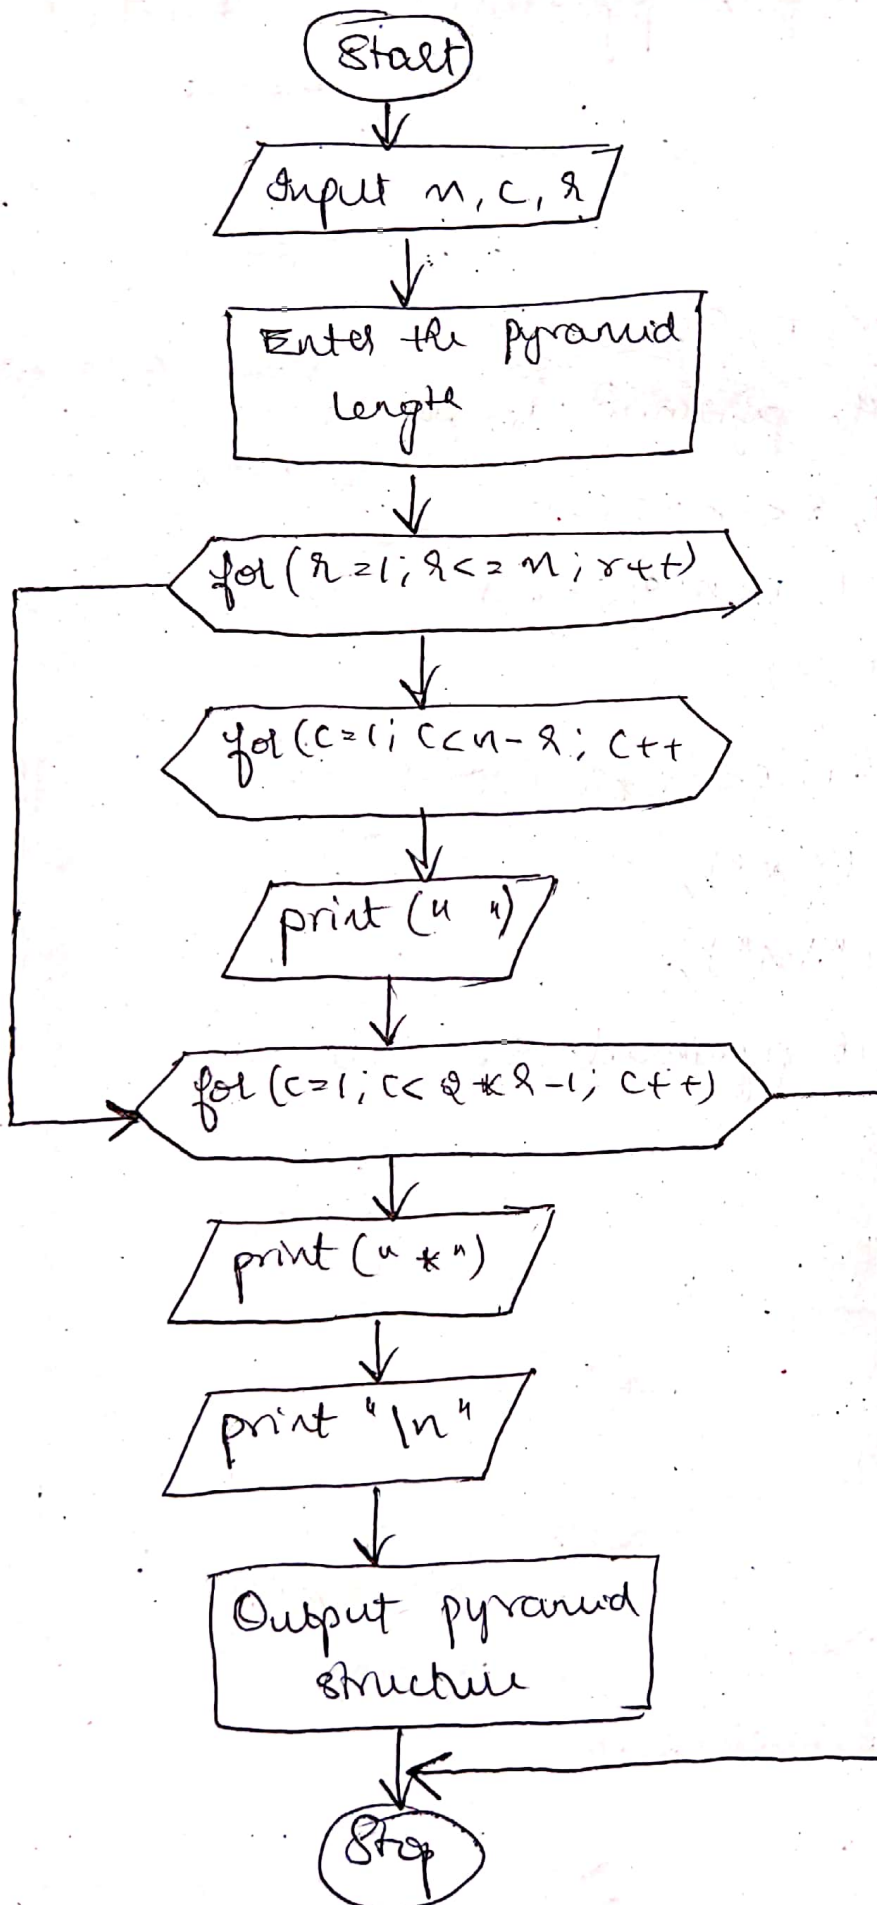 Start
Input n, c, r
Enter the pyramid
length
for (r=1; r<=n; r++)
for (c=1; c<n-r; c++
print (" ")
for (c=1; c< 2*r-1; c++)
print ("*")
print "\n"
Output pyramid
structure
Stop